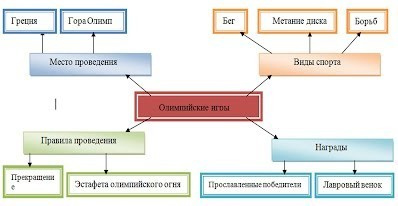 Греция
Гора Олимп
Бег
Метание диска
Борьб
Место проведения
Виды спорта
Олимпийские игры
Правила проведения
Награды
Прекращени
е
Эстафета олимпийского огня
Прославленные победители
Лавровый венок